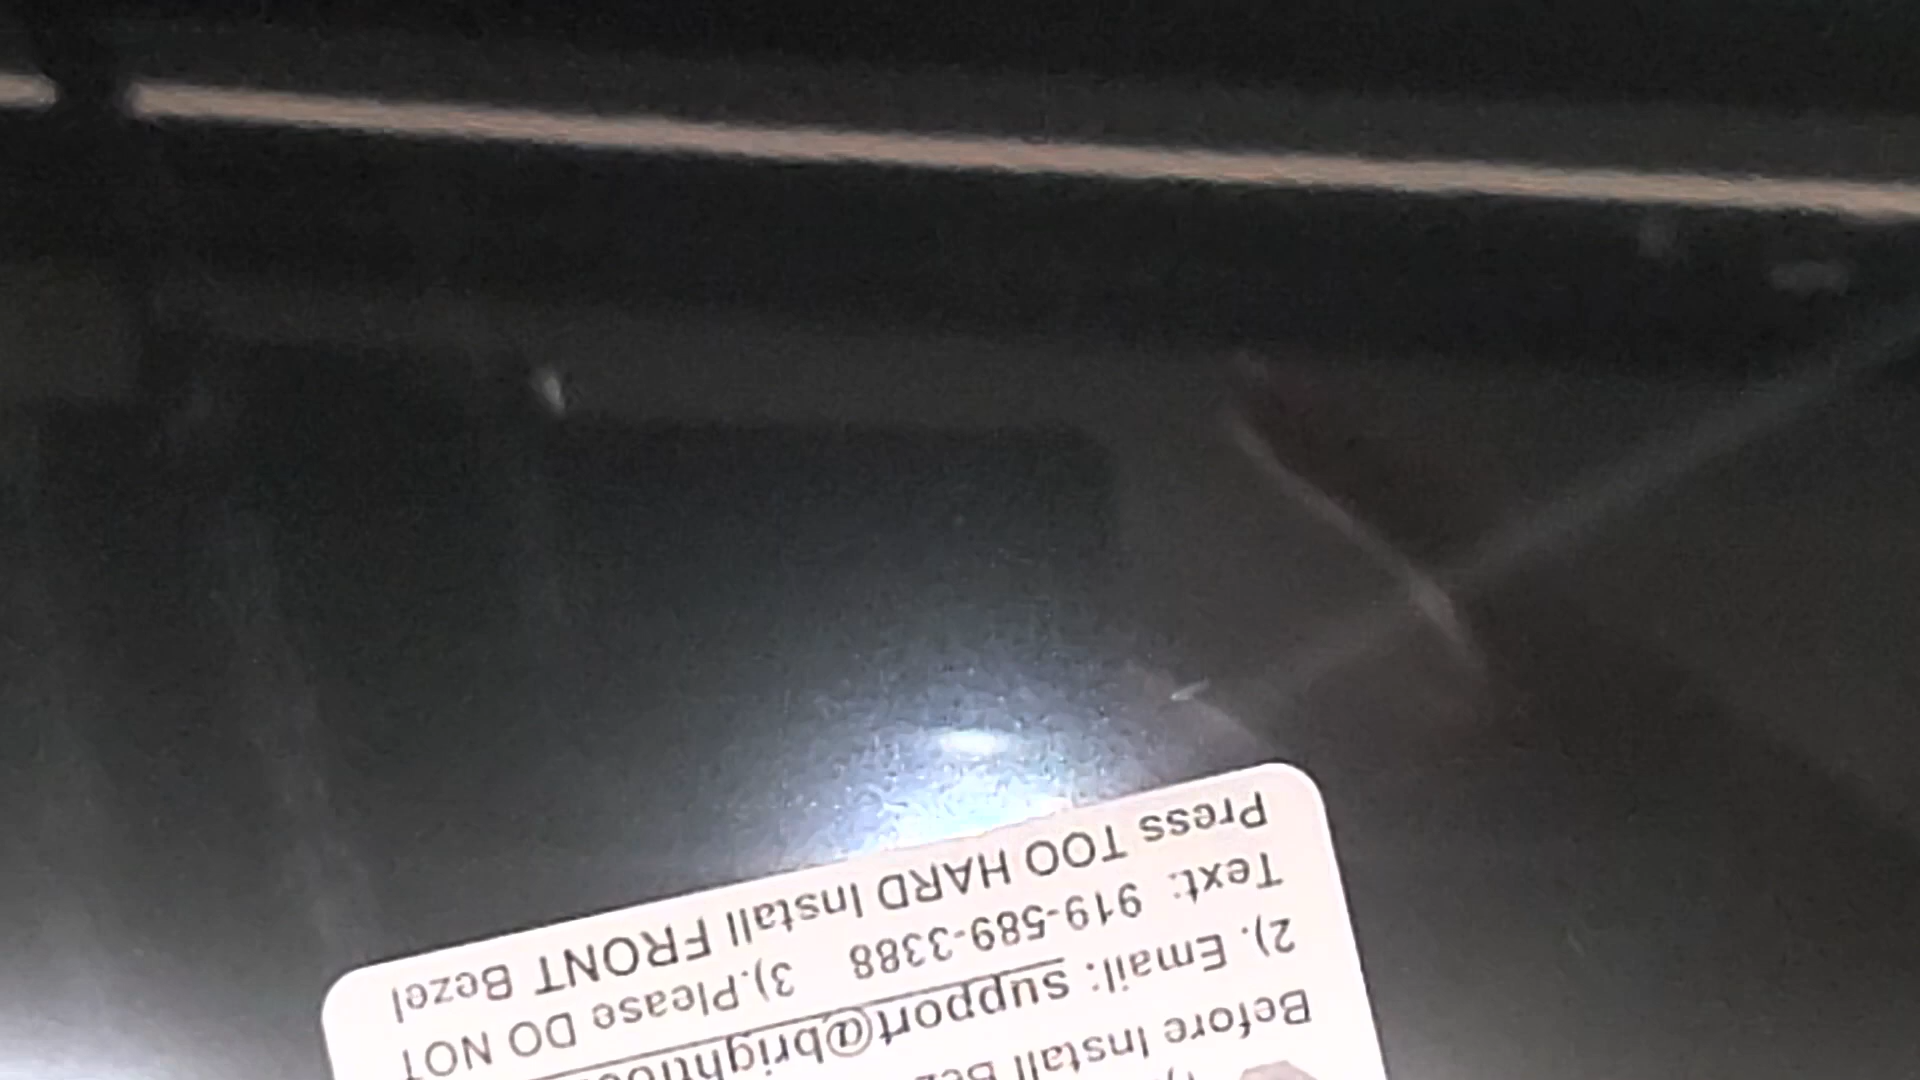 Before Install
2). Email: support@bright
Text: 919-589-3388 3).Please DO NOT
Press TOO HARD Install FRONT Bezel